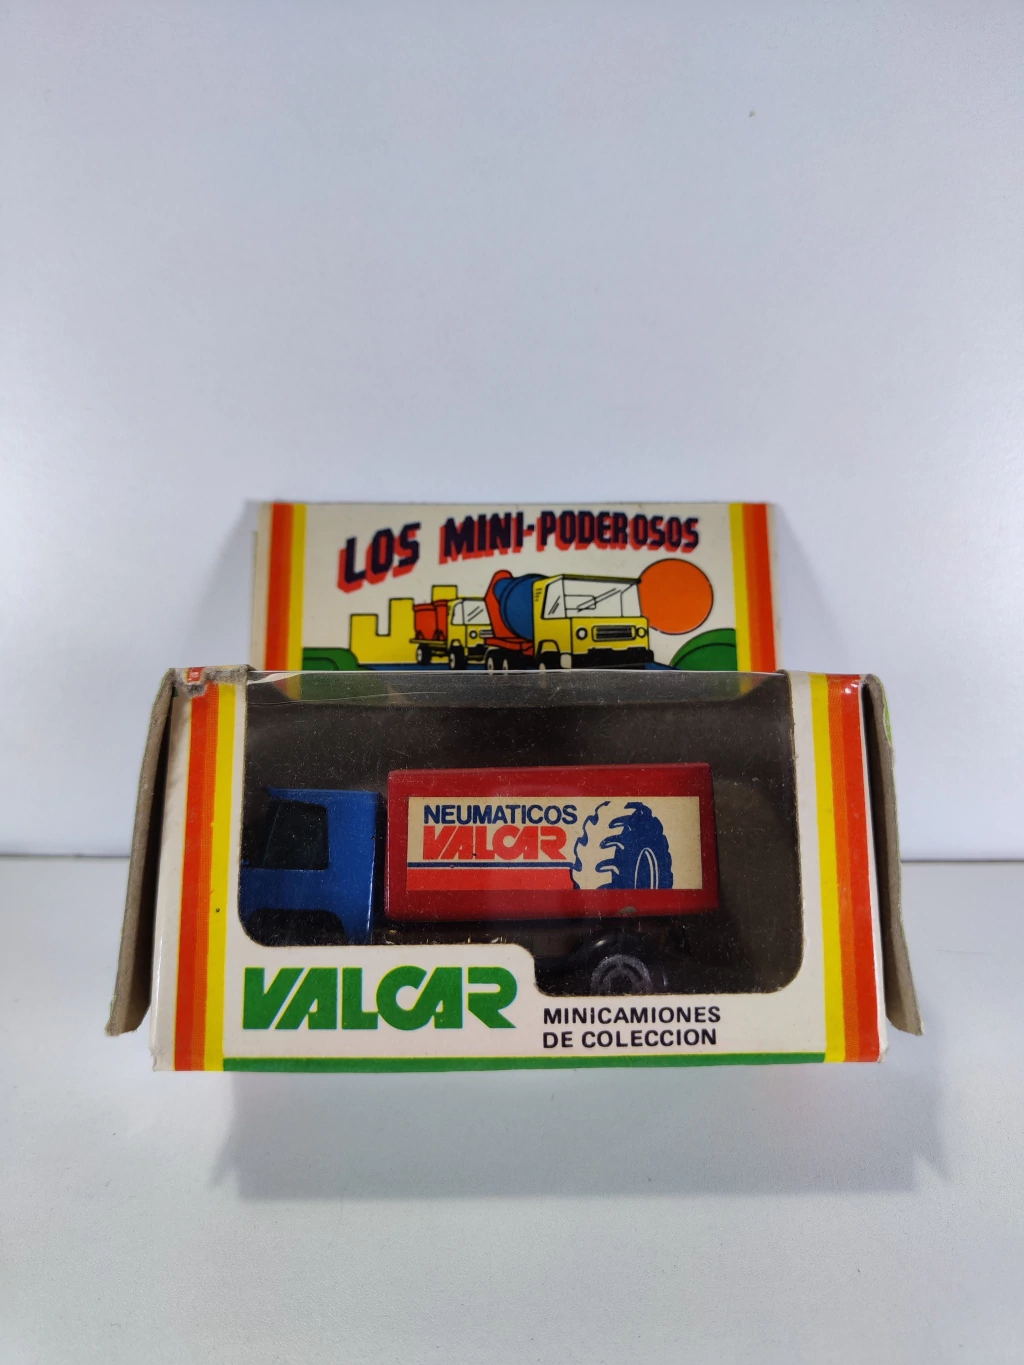 LOS MINI-PODEROSOS
NEUMATICOS
VALCAR
VALCAR
MINICAMIONES
DE COLECCION